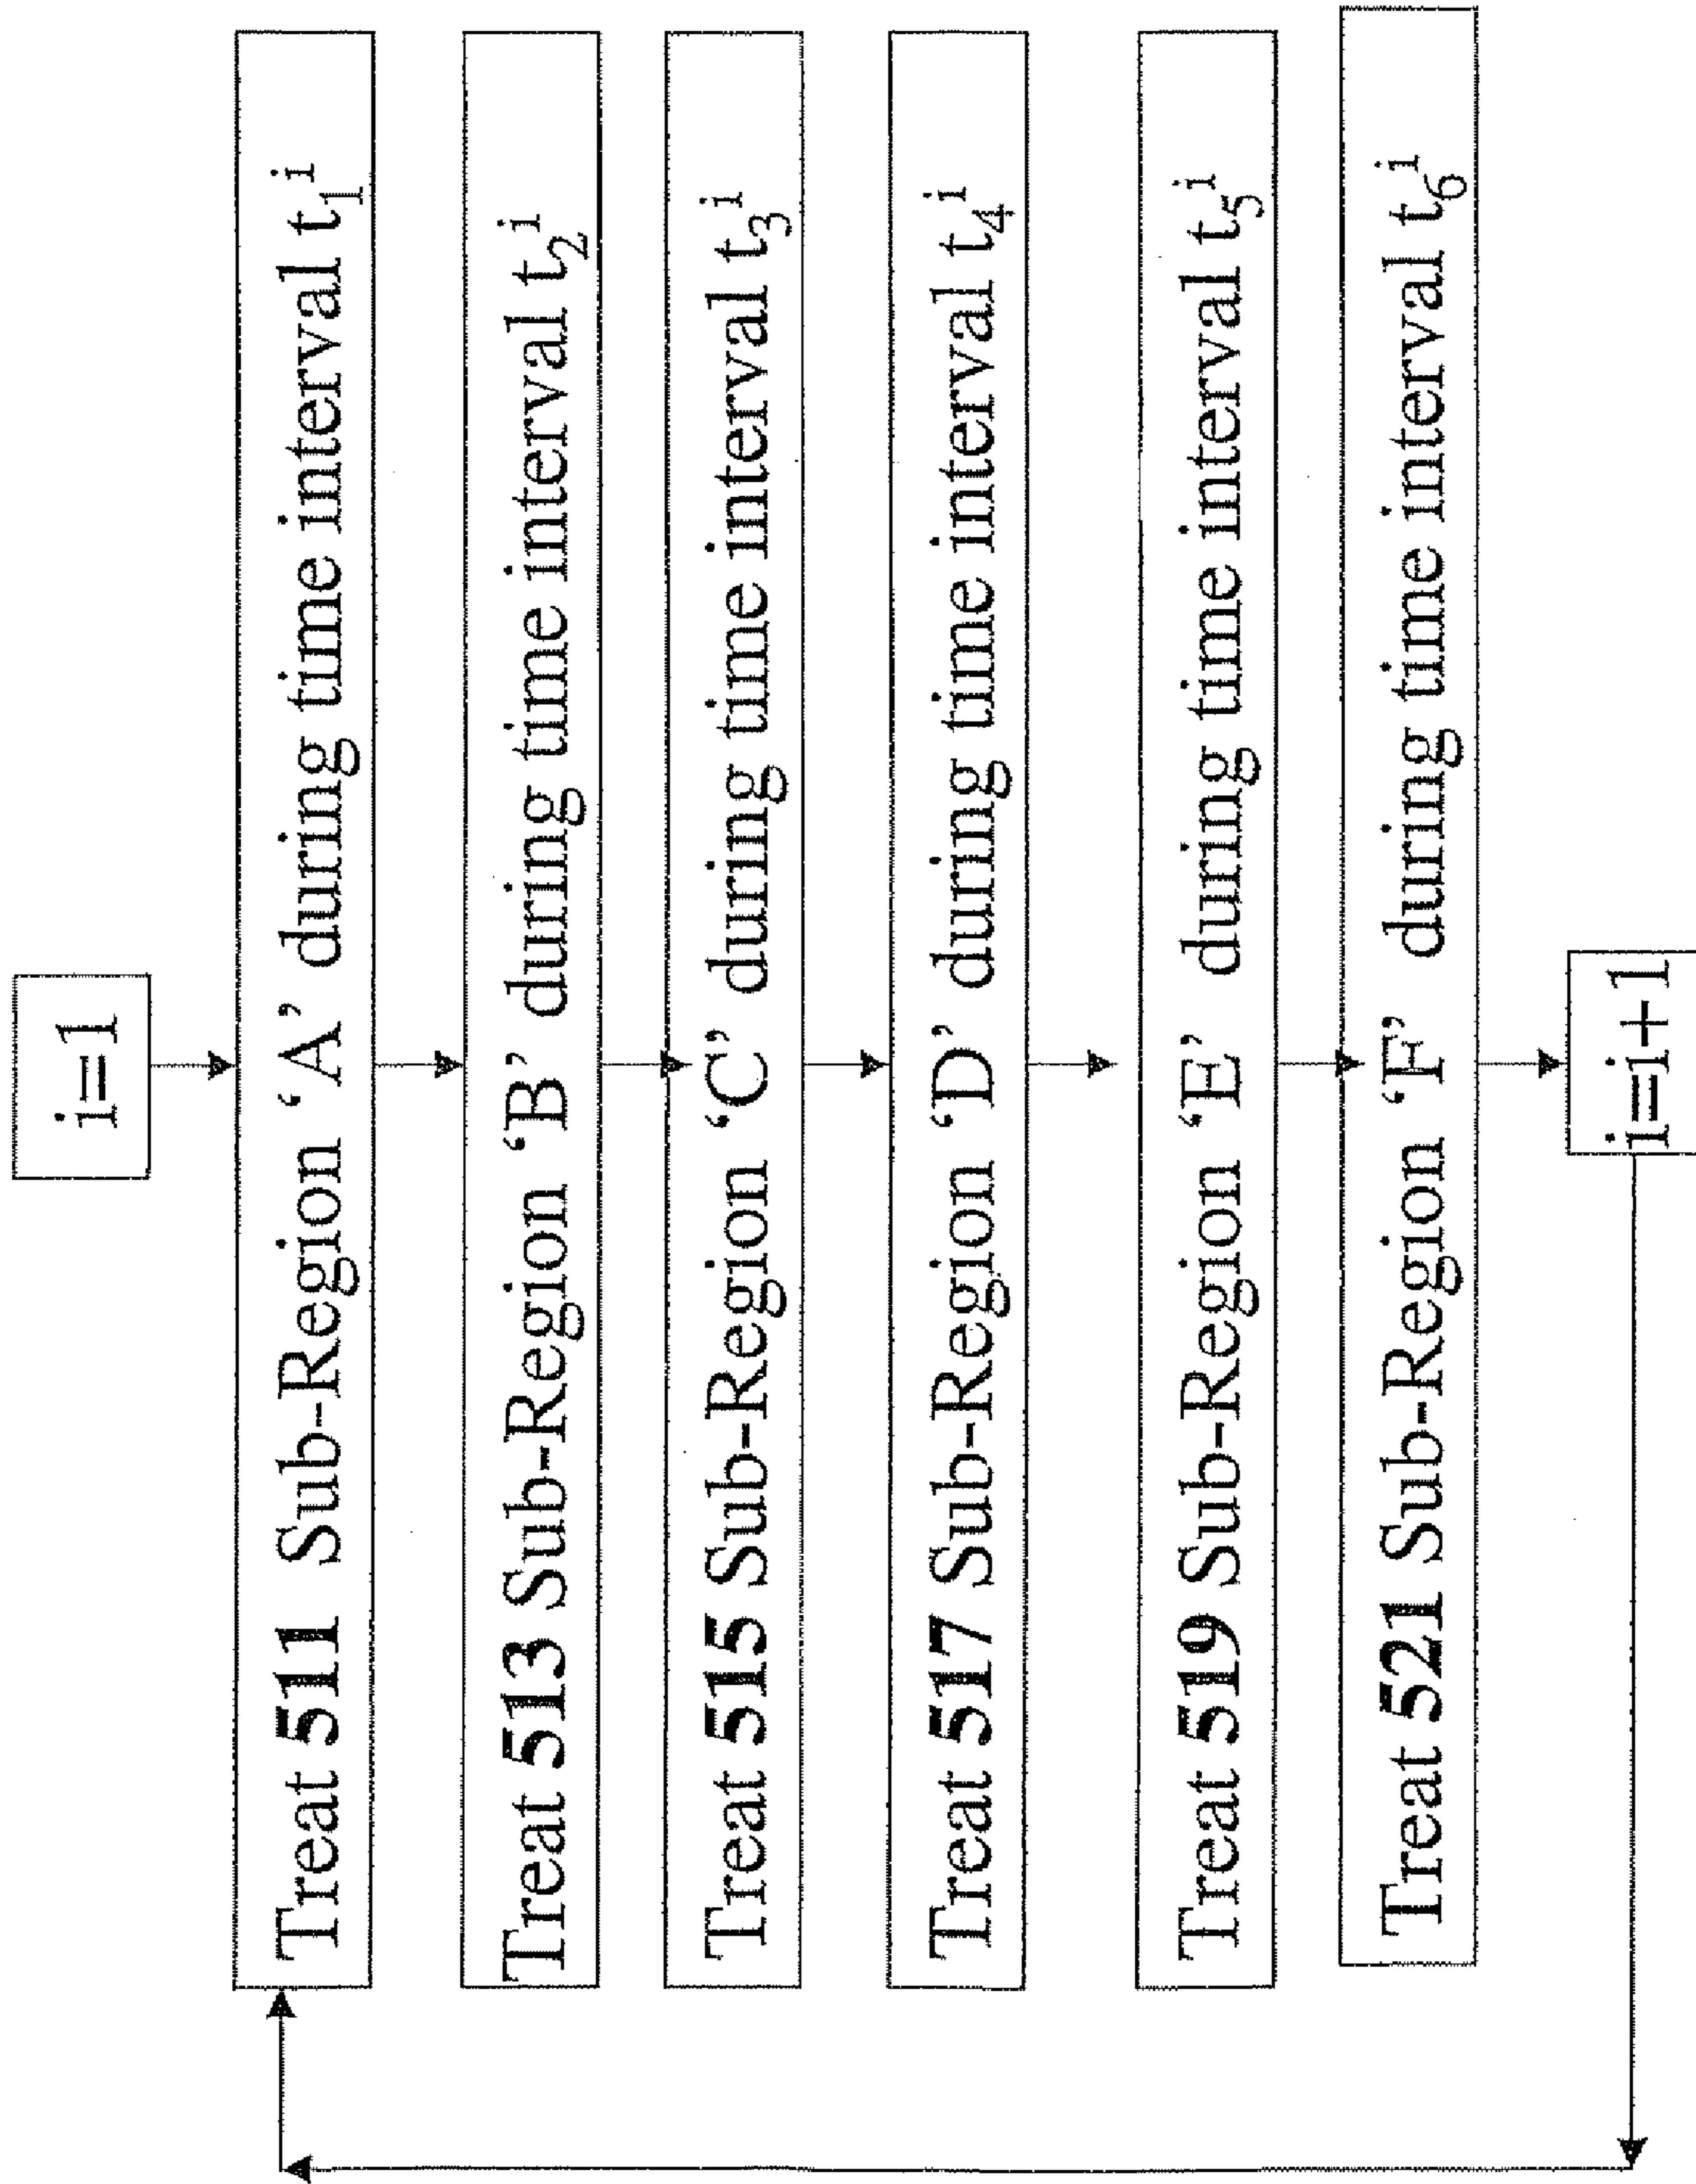 i=1
Treat 511 Sub-Region ‘A’ during time interval t₁ⁱ
Treat 513 Sub-Region ‘B’ during time interval t₂ⁱ
Treat 515 Sub-Region ‘C’ during time interval t₃ⁱ
Treat 517 Sub-Region ‘D’ during time interval t₄ⁱ
Treat 519 Sub-Region ‘E’ during time interval t₅ⁱ
Treat 521 Sub-Region ‘F’ during time interval t₆ⁱ
i=i+1